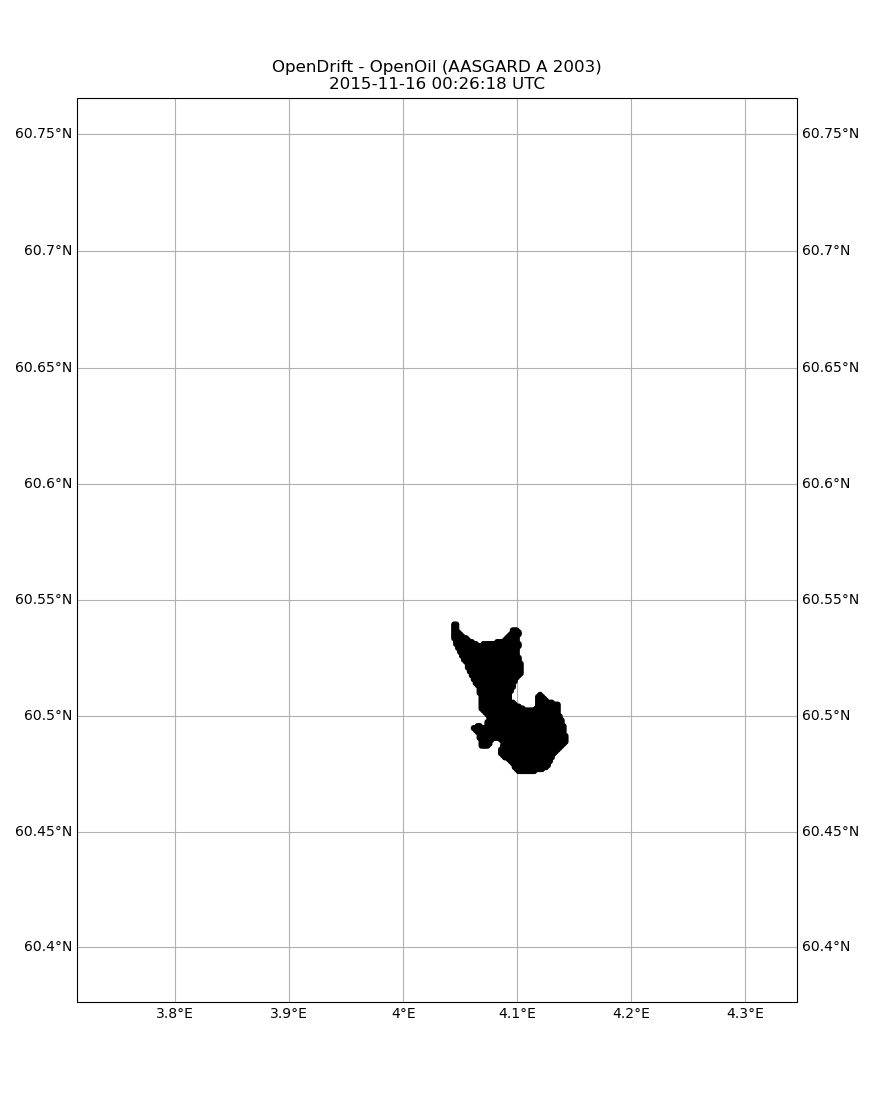 OpenDrift - OpenOil (AASGARD A 2003)
2015-11-16 00:26:18 UTC
60.75°N 60.75°N
60.7°N 60.7°N
60.65°N 60.65°N
60.6°N 60.6°N
60.55°N 60.55°N
60.5°N 60.5°N
60.45°N 60.45°N
60.4°N 60.4°N
3.8°E 3.9°E 4°E 4.1°E 4.2°E 4.3°E